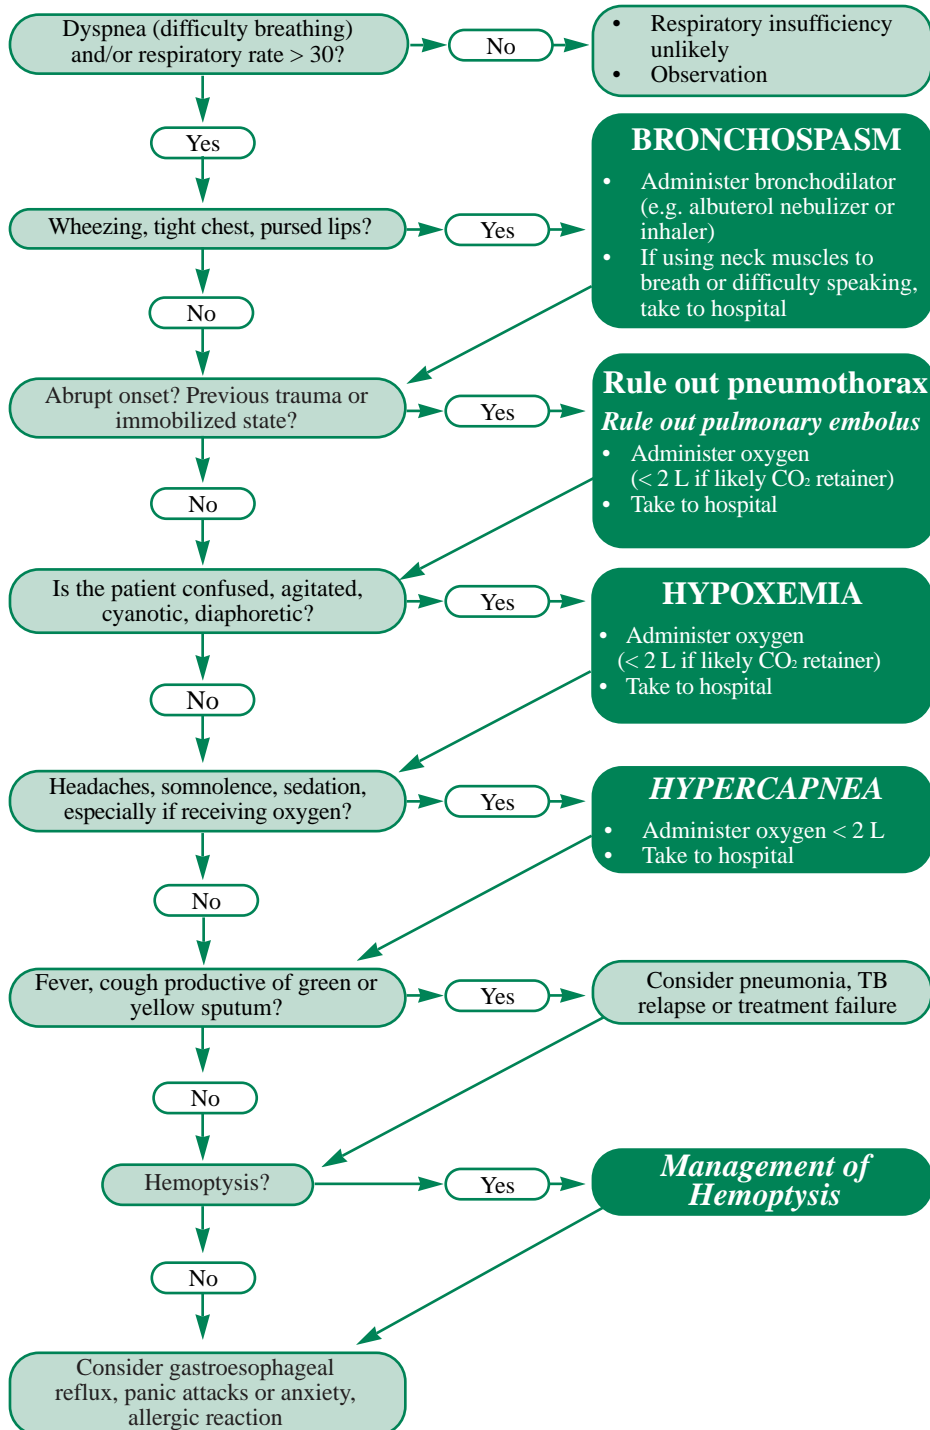 Dyspnea (difficulty breathing)
and/or respiratory rate > 30?
No
• Respiratory insufficiency
unlikely
• Observation
Yes
BRONCHOSPASM
• Administer bronchodilator
(e.g. albuterol nebulizer or
inhaler)
• If using neck muscles to
breath or difficulty speaking,
take to hospital
Wheezing, tight chest, pursed lips?
Yes
No
Abrupt onset? Previous trauma or
immobilized state?
Yes
Rule out pneumothorax
Rule out pulmonary embolus
• Administer oxygen
(< 2 L if likely CO₂ retainer)
• Take to hospital
No
Is the patient confused, agitated,
cyanotic, diaphoretic?
Yes
HYPOXEMIA
• Administer oxygen
(< 2 L if likely CO₂ retainer)
• Take to hospital
No
Headaches, somnolence, sedation,
especially if receiving oxygen?
Yes
HYPERCAPNEA
• Administer oxygen < 2 L
• Take to hospital
No
Fever, cough productive of green or
yellow sputum?
Yes
Consider pneumonia, TB
relapse or treatment failure
No
Hemoptysis?
Yes
Management of
Hemoptysis
No
Consider gastroesophageal
reflux, panic attacks or anxiety,
allergic reaction